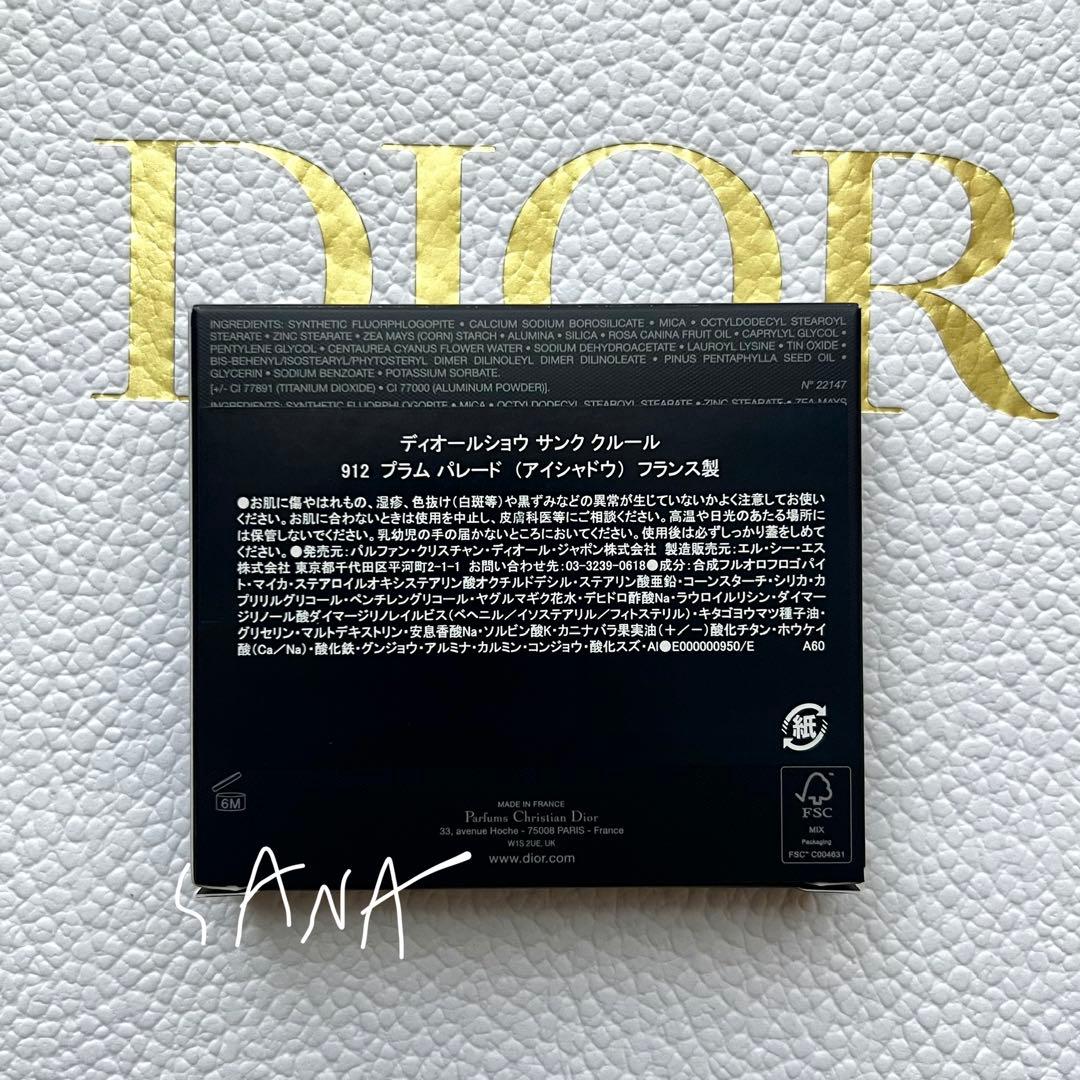 DIOR
INGREDIENTS: SYNTHETIC FLUORPHLOGOPITE • CALCIUM SODIUM BOROSILICATE • MICA • OCTYLDODECYL STEAROYL
STEARATE • ZINC STEARATE • ZEA MAYS (CORN) STARCH • ALUMINA • SILICA • ROSA CANINA FRUIT OIL • CAPRYLYL GLYCOL •
PENTYLENE GLYCOL • CENTAUREA CYANUS FLOWER WATER • SODIUM DEHYDROACETATE • LAUROYL LYSINE • TIN OXIDE •
BIS-BEHENYL/ISOSTEARYL/PHYTOSTERYL DIMER DILINOLEYL DIMER DILINOLEATE • PINUS PENTAPHYLLA SEED OIL •
GLYCERIN • SODIUM BENZOATE • POTASSIUM SORBATE.
[+/- CI 77891 (TITANIUM DIOXIDE) • CI 77000 (ALUMINUM POWDER)]. N° 22147
INGREDIENTS: SYNTHETIC FLUORPHLOGOPITE • MICA • OCTYLDODECYL STEAROYL STEARATE • ZINC STEARATE • ZEA MAYS
ディオールショウ サンク クルール
912 プラム パレード (アイシャドウ) フランス製
●お肌に傷やはれもの、湿疹、色抜け(白斑等)や黒ずみなどの異常が生じていないかよく注意してお使い
ください。お肌に合わないときは使用を中止し、皮膚科医等にご相談ください。高温や日光のあたる場所に
は保管しないでください。乳幼児の手の届かないところにおいてください。使用後は必ずしっかり蓋をしめて
ください。●発売元:パルファン・クリスチャン・ディオール・ジャポン株式会社 製造販売元:エル・シー・エス
株式会社 東京都千代田区平河町2-1-1 お問い合わせ先:03-3239-0618●成分:合成フルオロフロゴパイ
ト・マイカ・ステアロイルオキシステアリン酸オクチルドデシル・ステアリン酸亜鉛・コーンスターチ・シリカ・カ
プリリルグリコール・ペンチレングリコール・ヤグルマギク花水・デヒドロ酢酸Na・ラウロイルリシン・ダイマー
ジリノール酸ダイマージリノレイルビス(ベヘニル/イソステアリル/フィトステリル)・キタゴヨウマツ種子油・
グリセリン・マルトデキストリン・安息香酸Na・ソルビン酸K・カニナバラ果実油(+/-)酸化チタン・ホウケイ
酸(Ca/Na)・酸化鉄・グンジョウ・アルミナ・カルミン・コンジョウ・酸化スズ・Al●E000000950/E A60
紙
6M
MADE IN FRANCE
Parfums Christian Dior
33, avenue Hoche - 75008 PARIS - France
W1S 2UE, UK
www.dior.com
FSC
MIX
Packaging
FSC™ C004631
SANA